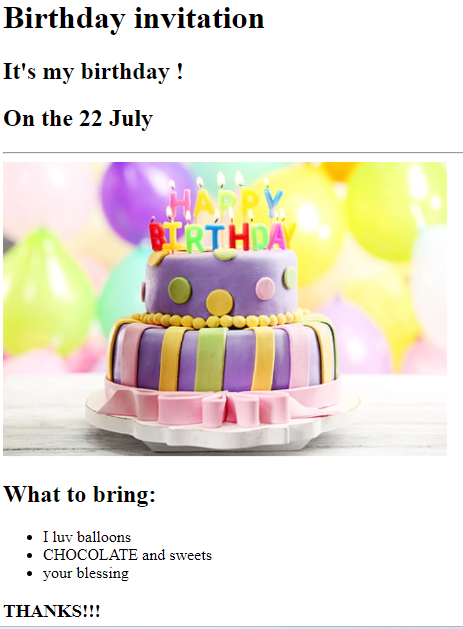 Birthday invitation
It's my birthday !
On the 22 July
HAPPY
BIRTHDAY
What to bring:
I luv balloons
CHOCOLATE and sweets
your blessing
THANKS!!!